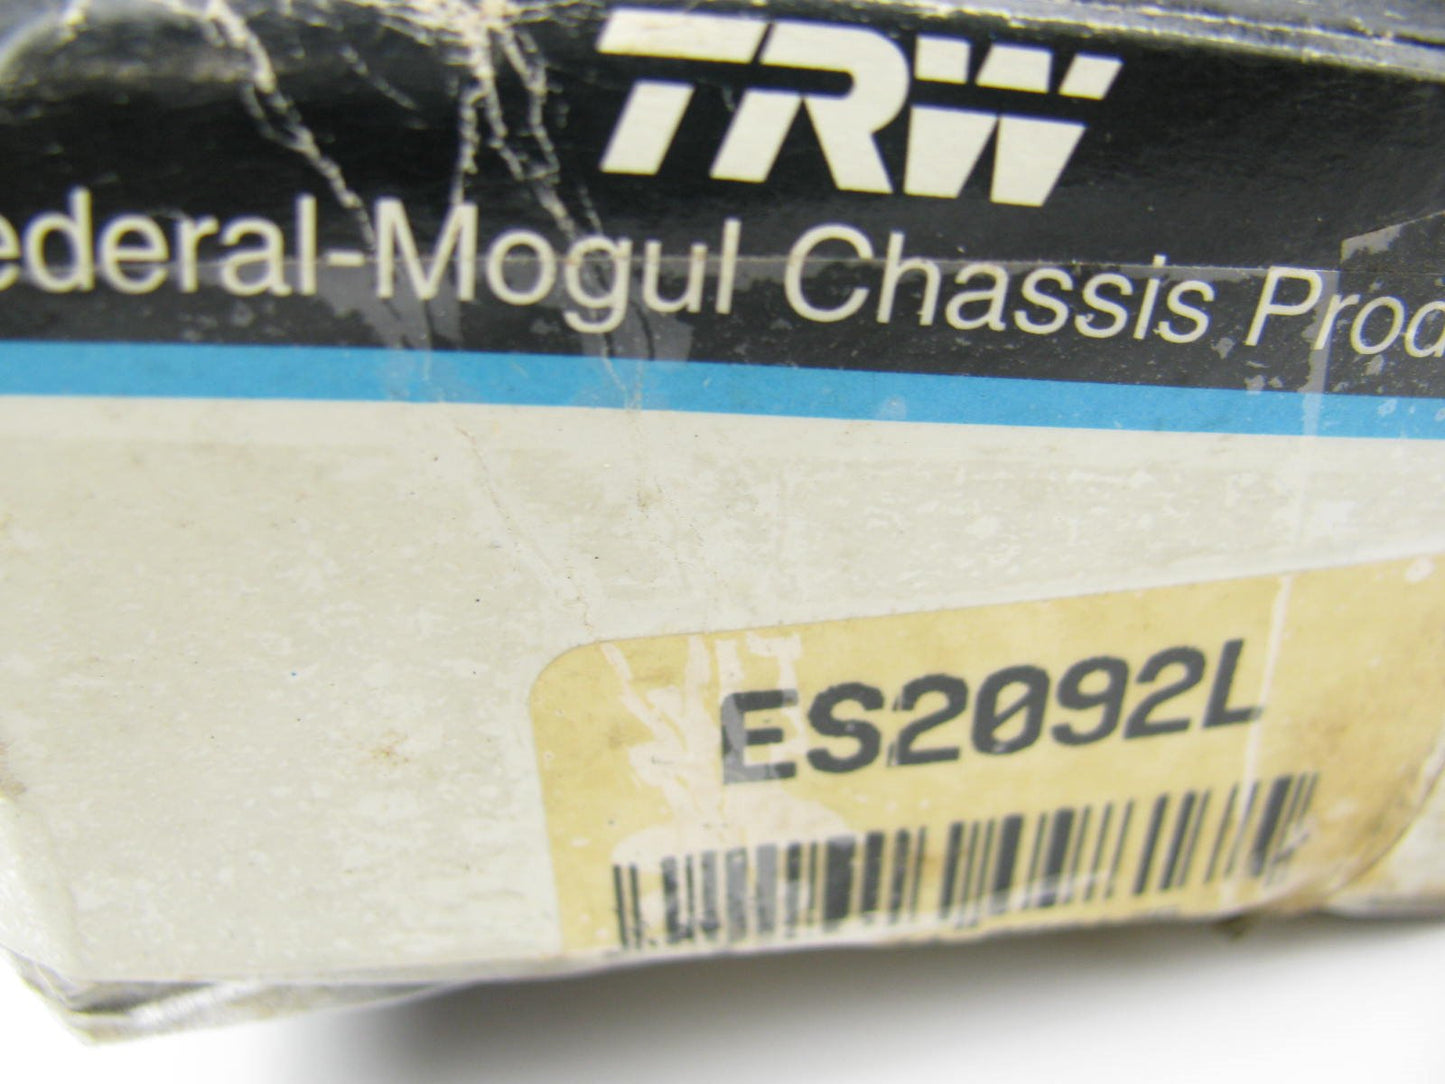 TRW
ederal-Mogul Chassis Prod
ES2092L